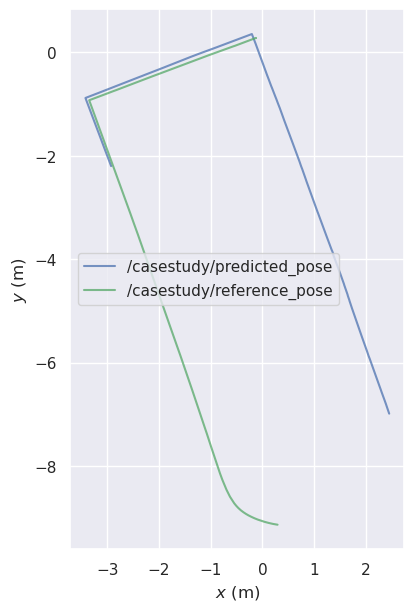 0
−2
−4
−6
−8
y (m)
/casestudy/predicted_pose
/casestudy/reference_pose
−3 −2 −1 0 1 2
x (m)